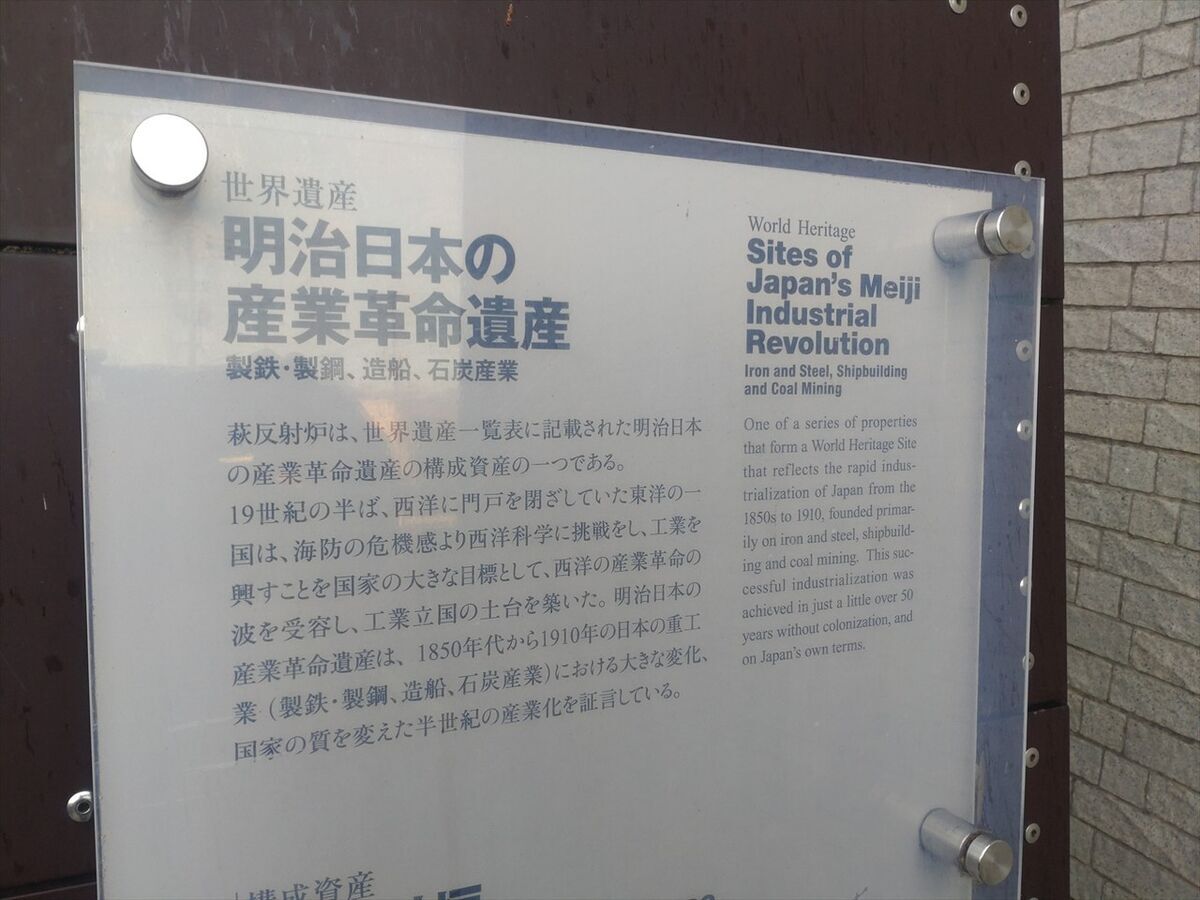 世界遺産
明治日本の
産業革命遺産
製鉄・製鋼、造船、石炭産業
萩反射炉は、世界遺産一覧表に記載された明治日本
の産業革命遺産の構成資産の一つである。
19世紀の半ば、西洋に門戸を閉ざしていた東洋の一
国は、海防の危機感より西洋科学に挑戦をし、工業を
興すことを国家の大きな目標として、西洋の産業革命の
波を受容し、工業立国の土台を築いた。明治日本の
産業革命遺産は、1850年代から1910年の日本の重工
業（製鉄・製鋼、造船、石炭産業）における大きな変化、
国家の質を変えた半世紀の産業化を証言している。
World Heritage
Sites of
Japan's Meiji
Industrial
Revolution
Iron and Steel, Shipbuilding
and Coal Mining
One of a series of properties
that form a World Heritage Site
that reflects the rapid indus-
trialization of Japan from the
1850s to 1910, founded primar-
ily on iron and steel, shipbuild-
ing and coal mining. This suc-
cessful industrialization was
achieved in just a little over 50
years without colonization, and
on Japan's own terms.
構成資産